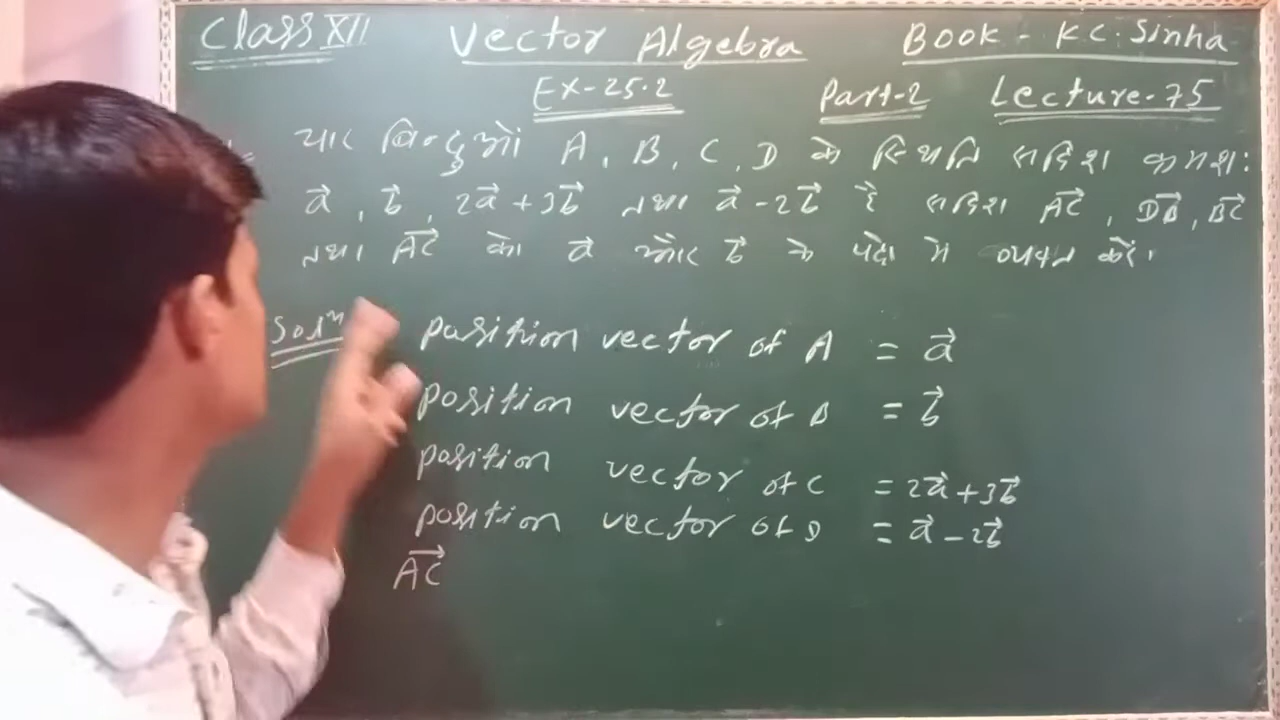 Class XII Vector Algebra Book - KC. Sinha
Ex-25.2 Part-2 Lecture-75
चार बिन्दुओं A, B, C, D के स्थिति सदिश क्रमशः
a⃗, b⃗, 2a⃗ + 3b⃗ तथा a⃗ - 2b⃗ है सदिश AC⃗, DB⃗, BC⃗
तथा AC⃗ को a⃗ और b⃗ के पदों में व्यक्त करें।
Solⁿ position vector of A = a⃗
position vector of B = b⃗
position vector of C = 2a⃗ + 3b⃗
position vector of D = a⃗ - 2b⃗
AC⃗